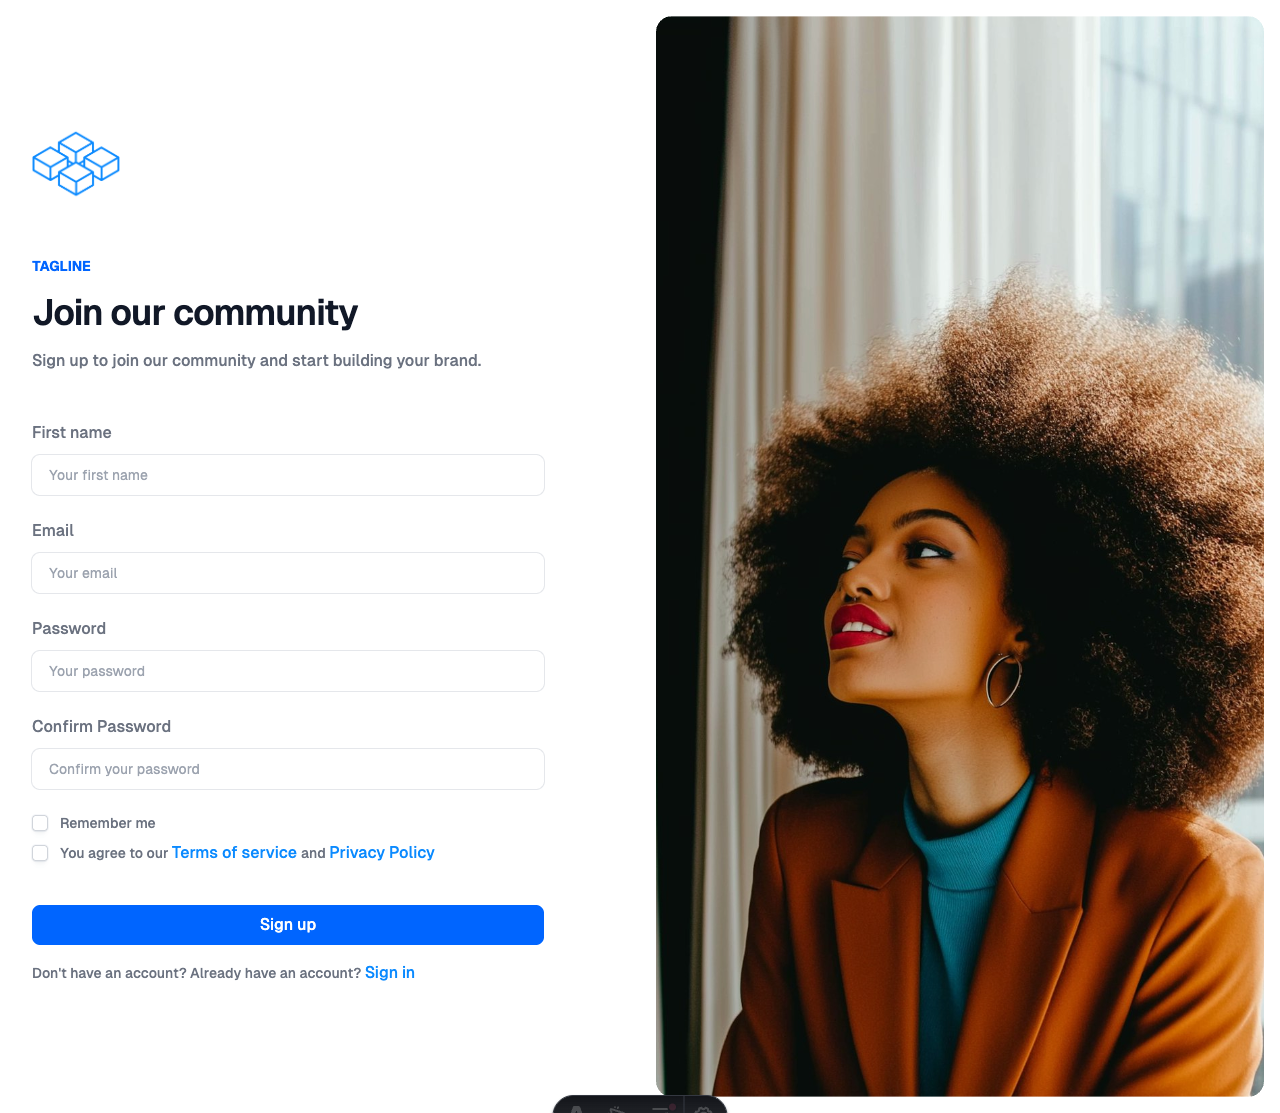 TAGLINE
Join our community
Sign up to join our community and start building your brand.
First name
Your first name
Email
Your email
Password
Your password
Confirm Password
Confirm your password
Remember me
You agree to our Terms of service and Privacy Policy
Sign up
Don't have an account? Already have an account? Sign in